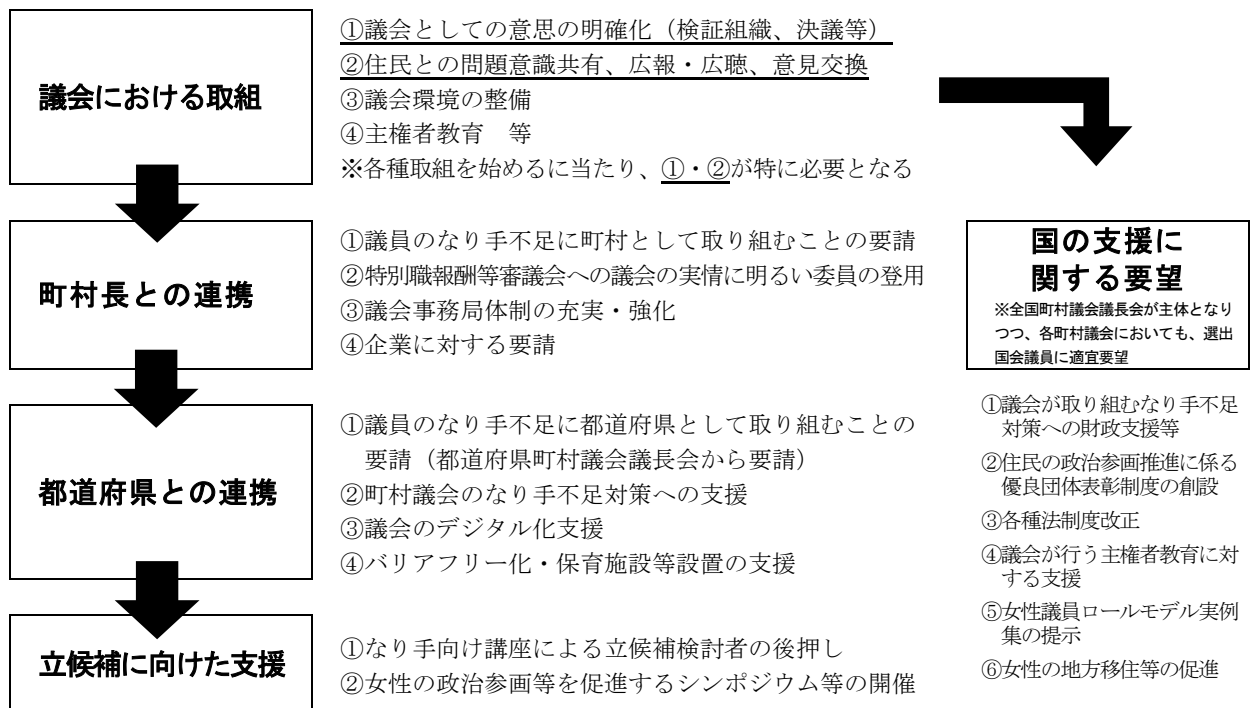 議会における取組
①議会としての意思の明確化（検証組織、決議等）
②住民との問題意識共有、広報・広聴、意見交換
③議会環境の整備
④主権者教育　等
※各種取組を始めるに当たり、①・②が特に必要となる
町村長との連携
①議員のなり手不足に町村として取り組むことの要請
②特別職報酬等審議会への議会の実情に明るい委員の登用
③議会事務局体制の充実・強化
④企業に対する要請
都道府県との連携
①議員のなり手不足に都道府県として取り組むことの
要請（都道府県町村議会議長会から要請）
②町村議会のなり手不足対策への支援
③議会のデジタル化支援
④バリアフリー化・保育施設等設置の支援
立候補に向けた支援
①なり手向け講座による立候補検討者の後押し
②女性の政治参画等を促進するシンポジウム等の開催
国の支援に
関する要望
※全国町村議会議長会が主体となり
つつ、各町村議会においても、選出
国会議員に適宜要望
①議会が取り組むなり手不足
対策への財政支援等
②住民の政治参画推進に係る
優良団体表彰制度の創設
③各種法制度改正
④議会が行う主権者教育に対
する支援
⑤女性議員ロールモデル実例
集の提示
⑥女性の地方移住等の促進